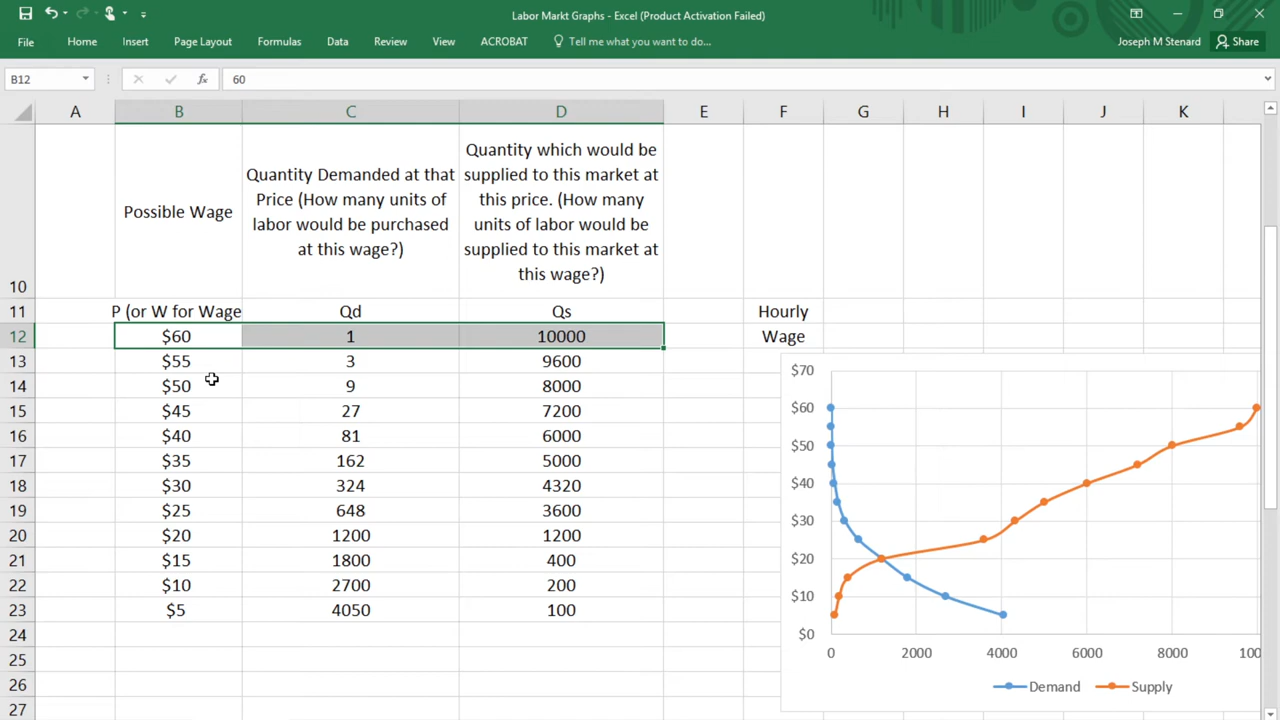 Labor Markt Graphs - Excel (Product Activation Failed)
File Home Insert Page Layout Formulas Data Review View ACROBAT Tell me what you want to do... Joseph M Stenard Share
B12 fx 60
A B C D E F G H I J K
10
Possible Wage
Quantity Demanded at that
Price (How many units of
labor would be purchased
at this wage?)
Quantity which would be
supplied to this market at
this price. (How many
units of labor would be
supplied to this market at
this wage?)
11 P (or W for Wage Qd Qs Hourly
12 $60 1 10000 Wage
13 $55 3 9600
14 $50 9 8000
15 $45 27 7200
16 $40 81 6000
17 $35 162 5000
18 $30 324 4320
19 $25 648 3600
20 $20 1200 1200
21 $15 1800 400
22 $10 2700 200
23 $5 4050 100
24
25
26
27
$70
$60
$50
$40
$30
$20
$10
$0
0 2000 4000 6000 8000 100
Demand Supply